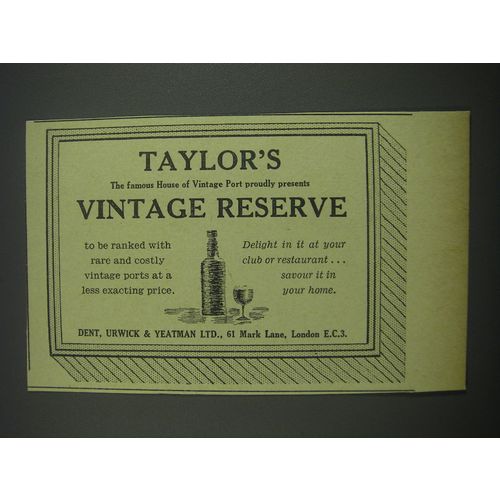 TAYLOR'S
The famous House of Vintage Port proudly presents
VINTAGE RESERVE
to be ranked with
rare and costly
vintage ports at a
less exacting price.
Delight in it at your
club or restaurant . . .
savour it in
your home.
DENT, URWICK & YEATMAN LTD., 61 Mark Lane, London E.C.3.